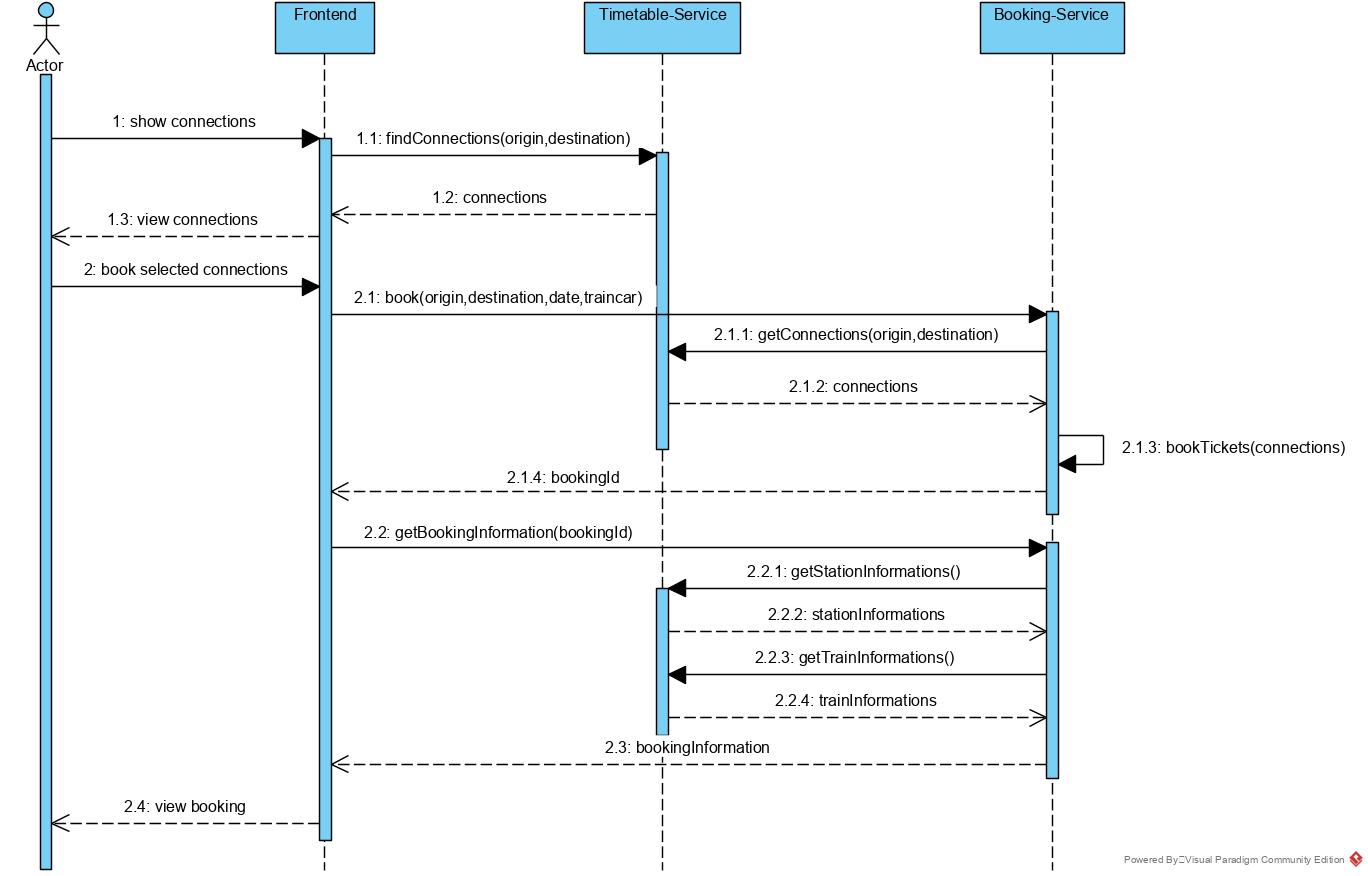 Frontend
Timetable-Service
Booking-Service
Actor
1: show connections
1.1: findConnections(origin,destination)
1.2: connections
1.3: view connections
2: book selected connections
2.1: book(origin,destination,date,traincar)
2.1.1: getConnections(origin,destination)
2.1.2: connections
2.1.3: bookTickets(connections)
2.1.4: bookingId
2.2: getBookingInformation(bookingId)
2.2.1: getStationInformations()
2.2.2: stationInformations
2.2.3: getTrainInformations()
2.2.4: trainInformations
2.3: bookingInformation
2.4: view booking
Powered By Visual Paradigm Community Edition